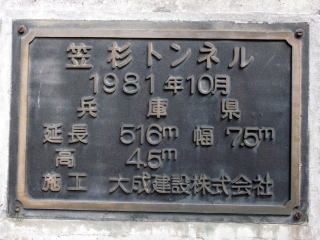 笠杉トンネル
1981年10月
兵庫県
延長 516m 幅 7.5m
高 4.5m
施工 大成建設株式会社